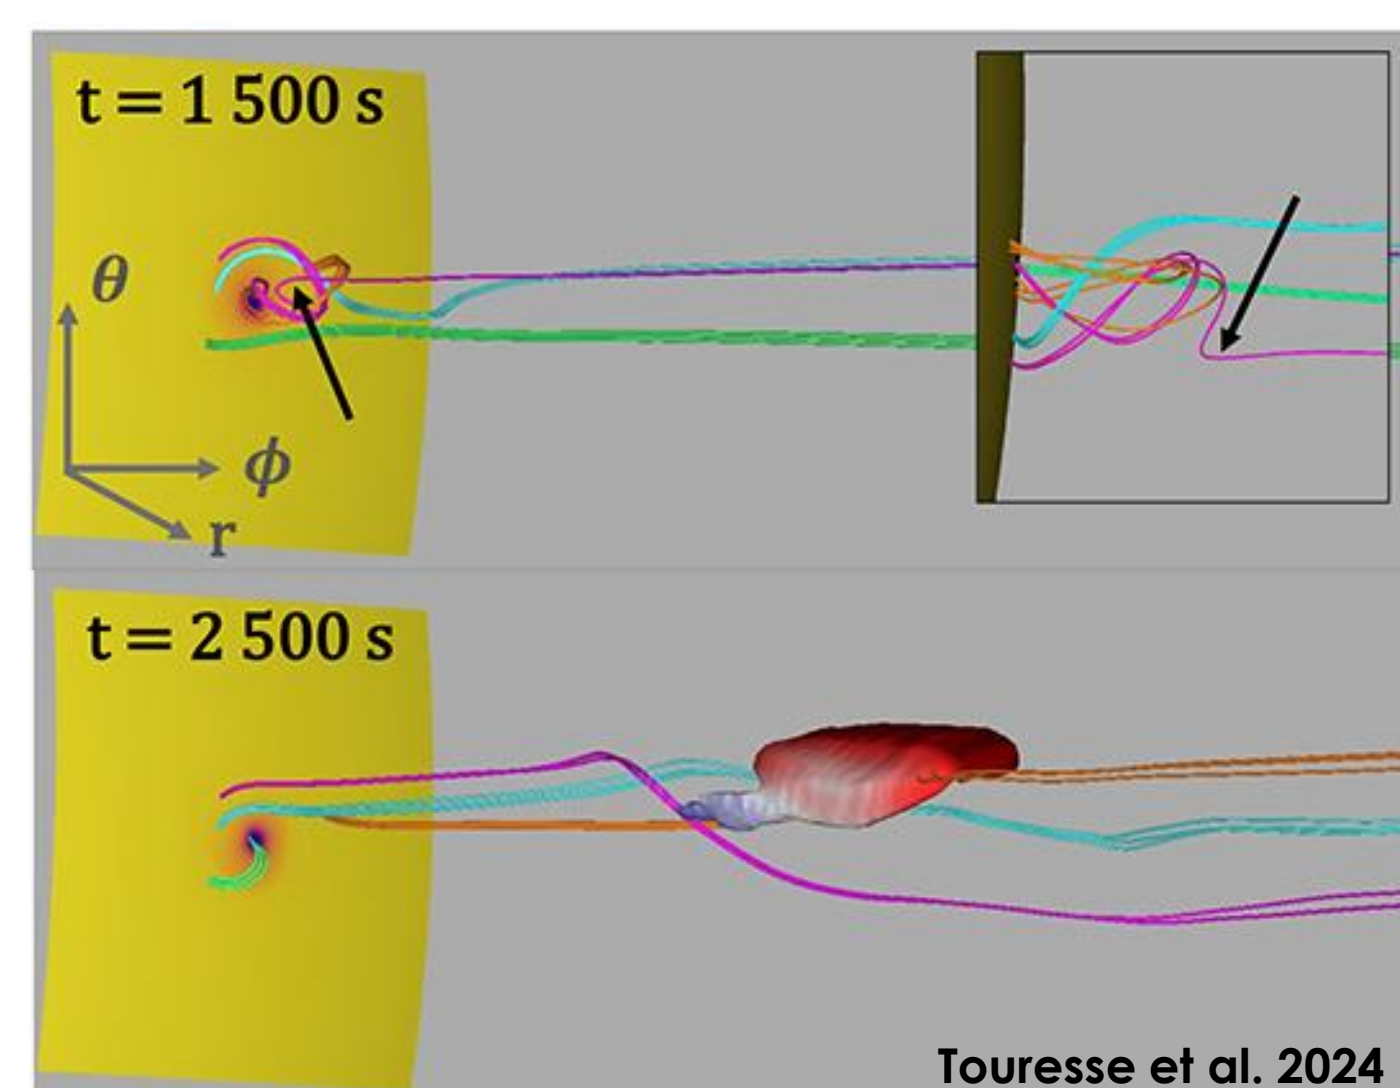 t = 1 500 s
θ
ϕ
r
t = 2 500 s
Touresse et al. 2024